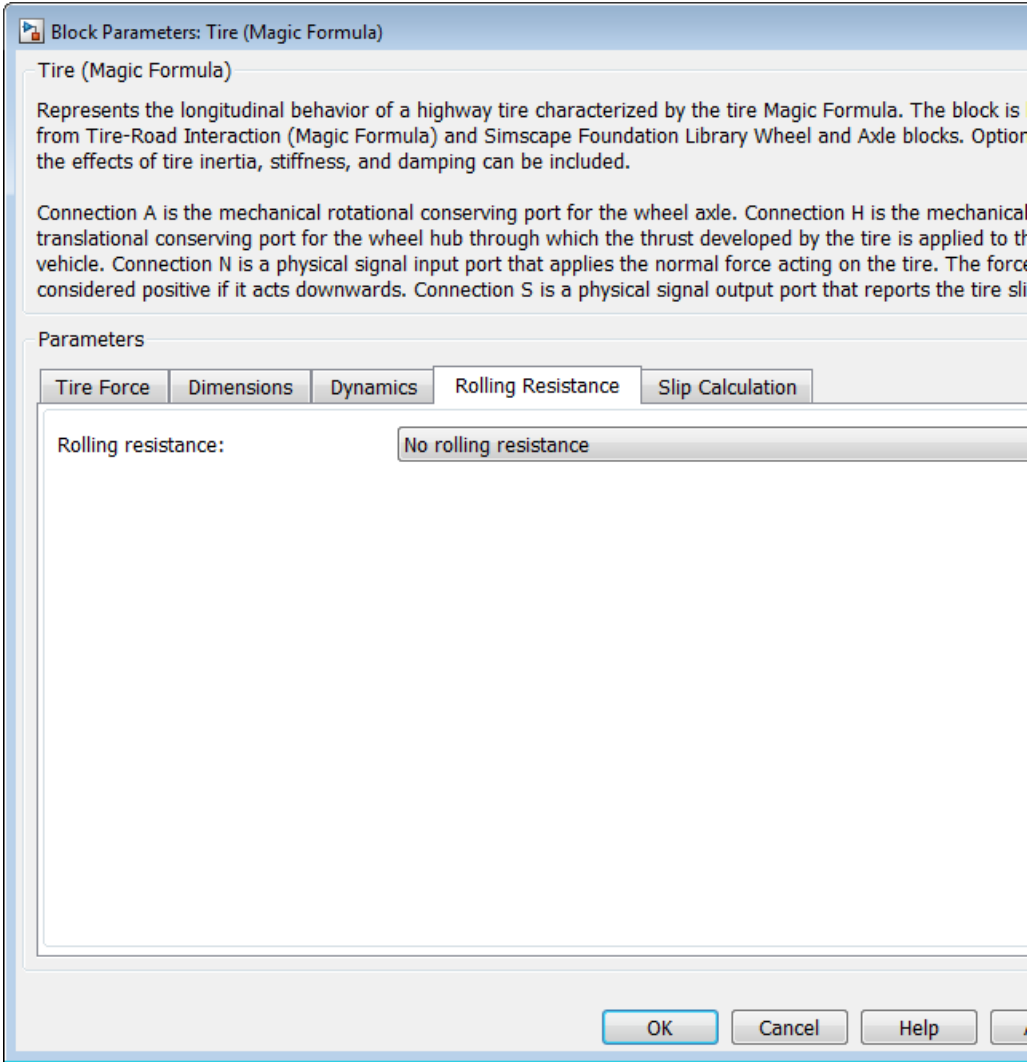 Block Parameters: Tire (Magic Formula)
Tire (Magic Formula)
Represents the longitudinal behavior of a highway tire characterized by the tire Magic Formula. The block is
from Tire-Road Interaction (Magic Formula) and Simscape Foundation Library Wheel and Axle blocks. Option
the effects of tire inertia, stiffness, and damping can be included.
Connection A is the mechanical rotational conserving port for the wheel axle. Connection H is the mechanical
translational conserving port for the wheel hub through which the thrust developed by the tire is applied to th
vehicle. Connection N is a physical signal input port that applies the normal force acting on the tire. The force
considered positive if it acts downwards. Connection S is a physical signal output port that reports the tire sli
Parameters
Tire Force Dimensions Dynamics Rolling Resistance Slip Calculation
Rolling resistance: No rolling resistance
OK Cancel Help